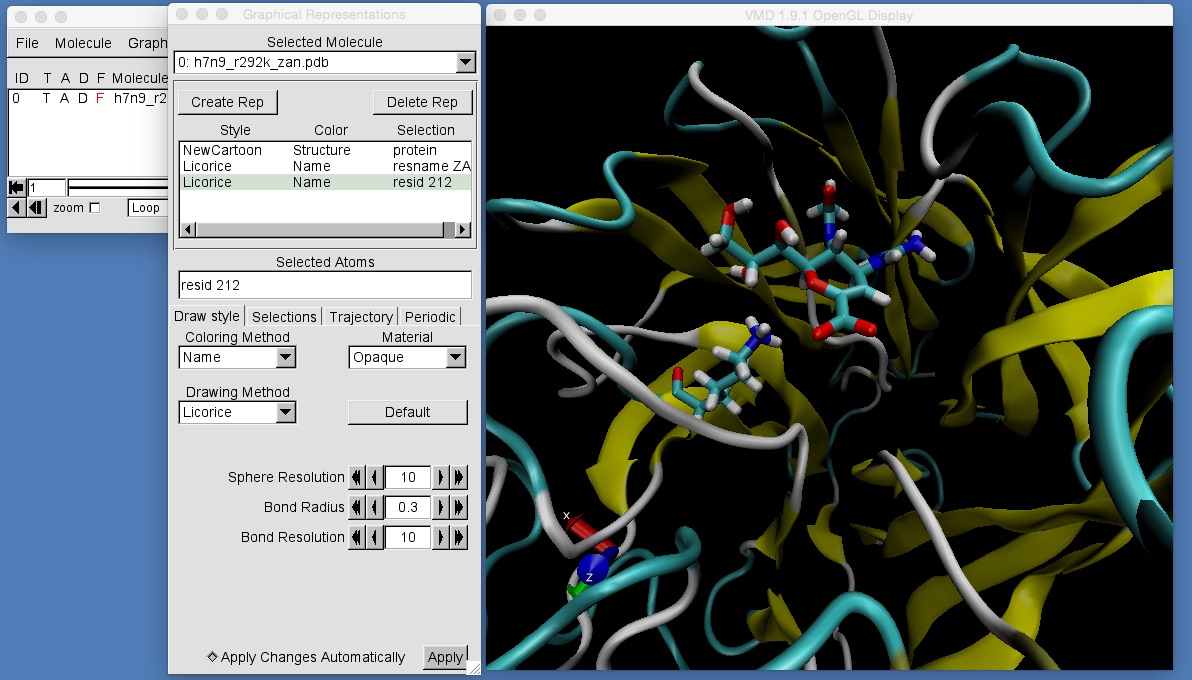 File Molecule Graph
ID T A D F Molecule
0 T A D F h7n9_r2
1
zoom Loop
Graphical Representations
Selected Molecule
0: h7n9_r292k_zan.pdb
Create Rep Delete Rep
Style Color Selection
NewCartoon Structure protein
Licorice Name resname ZA
Licorice Name resid 212
Selected Atoms
resid 212
Draw style Selections Trajectory Periodic
Coloring Method Material
Name Opaque
Drawing Method
Licorice Default
Sphere Resolution 10
Bond Radius 0.3
Bond Resolution 10
Apply Changes Automatically Apply
VMD 1.9.1 OpenGL Display
x
z